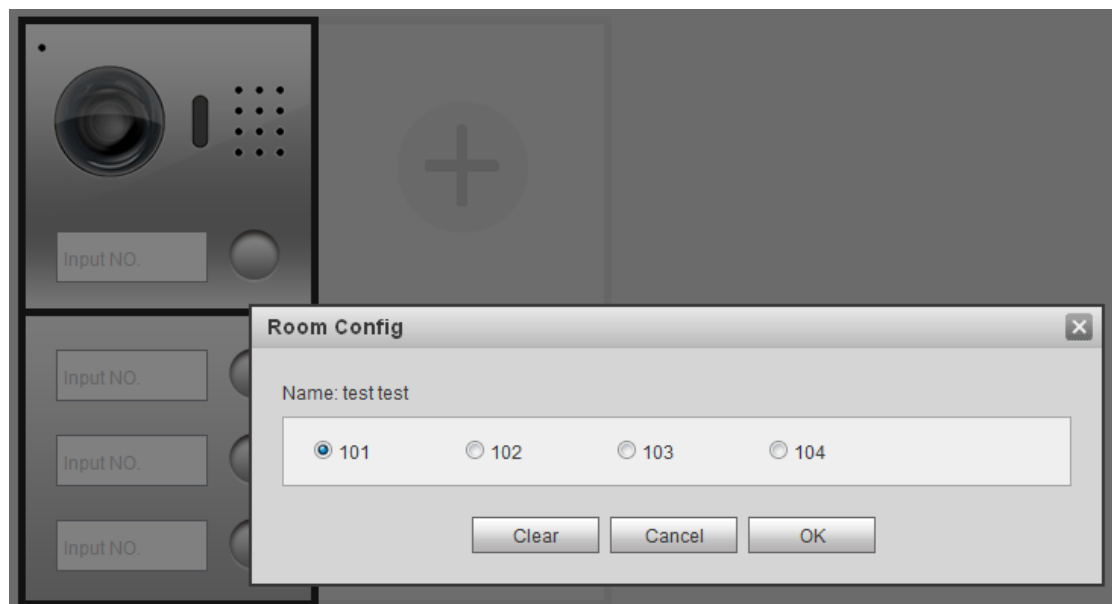 Input NO.
Room Config
Input NO.
Name: test test
101 102 103 104
Input NO.
Clear Cancel OK
Input NO.